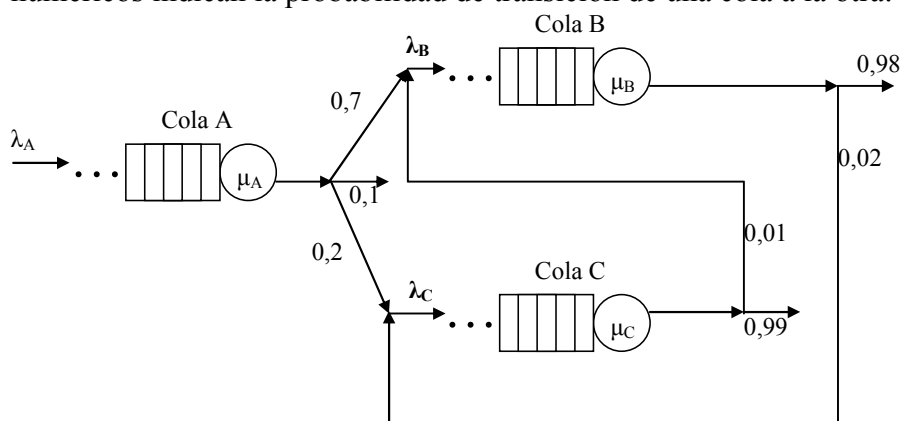 numéricos indican la probabilidad de transición de una cola a la otra.
Cola B
λB
0,98
μB
0,7
Cola A
λA
0,02
μA
0,1
0,01
0,2
Cola C
λC
0,99
μC